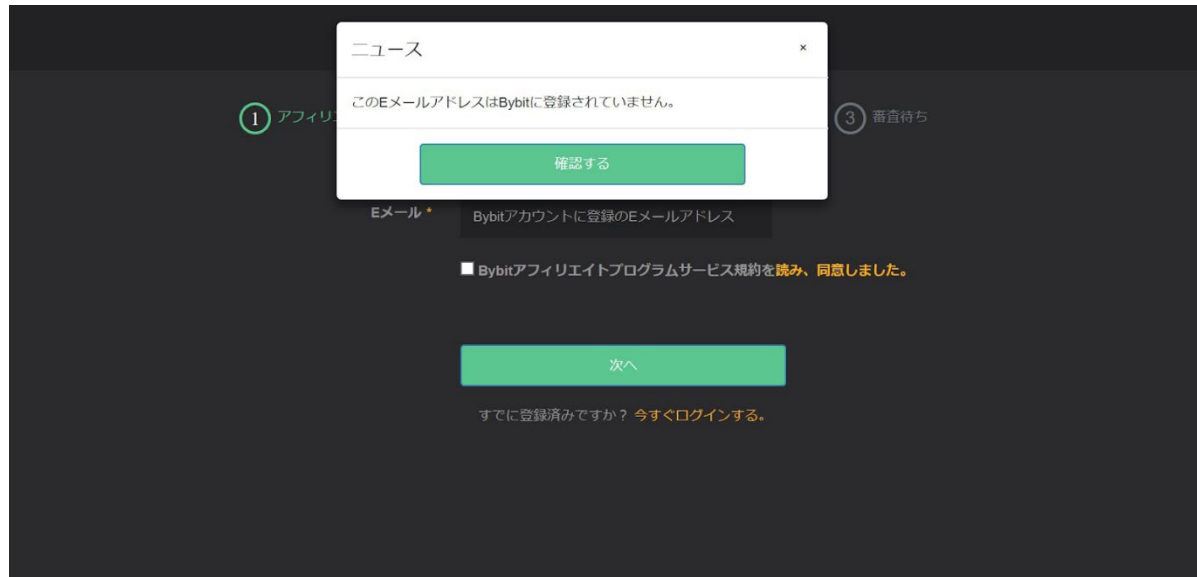 ニュース
×
このEメールアドレスはBybitに登録されていません。
1 アフィリ
3 審査待ち
確認する
Eメール *
Bybitアカウントに登録のEメールアドレス
Bybitアフィリエイトプログラムサービス規約を読み、同意しました。
次へ
すでに登録済みですか？ 今すぐログインする。